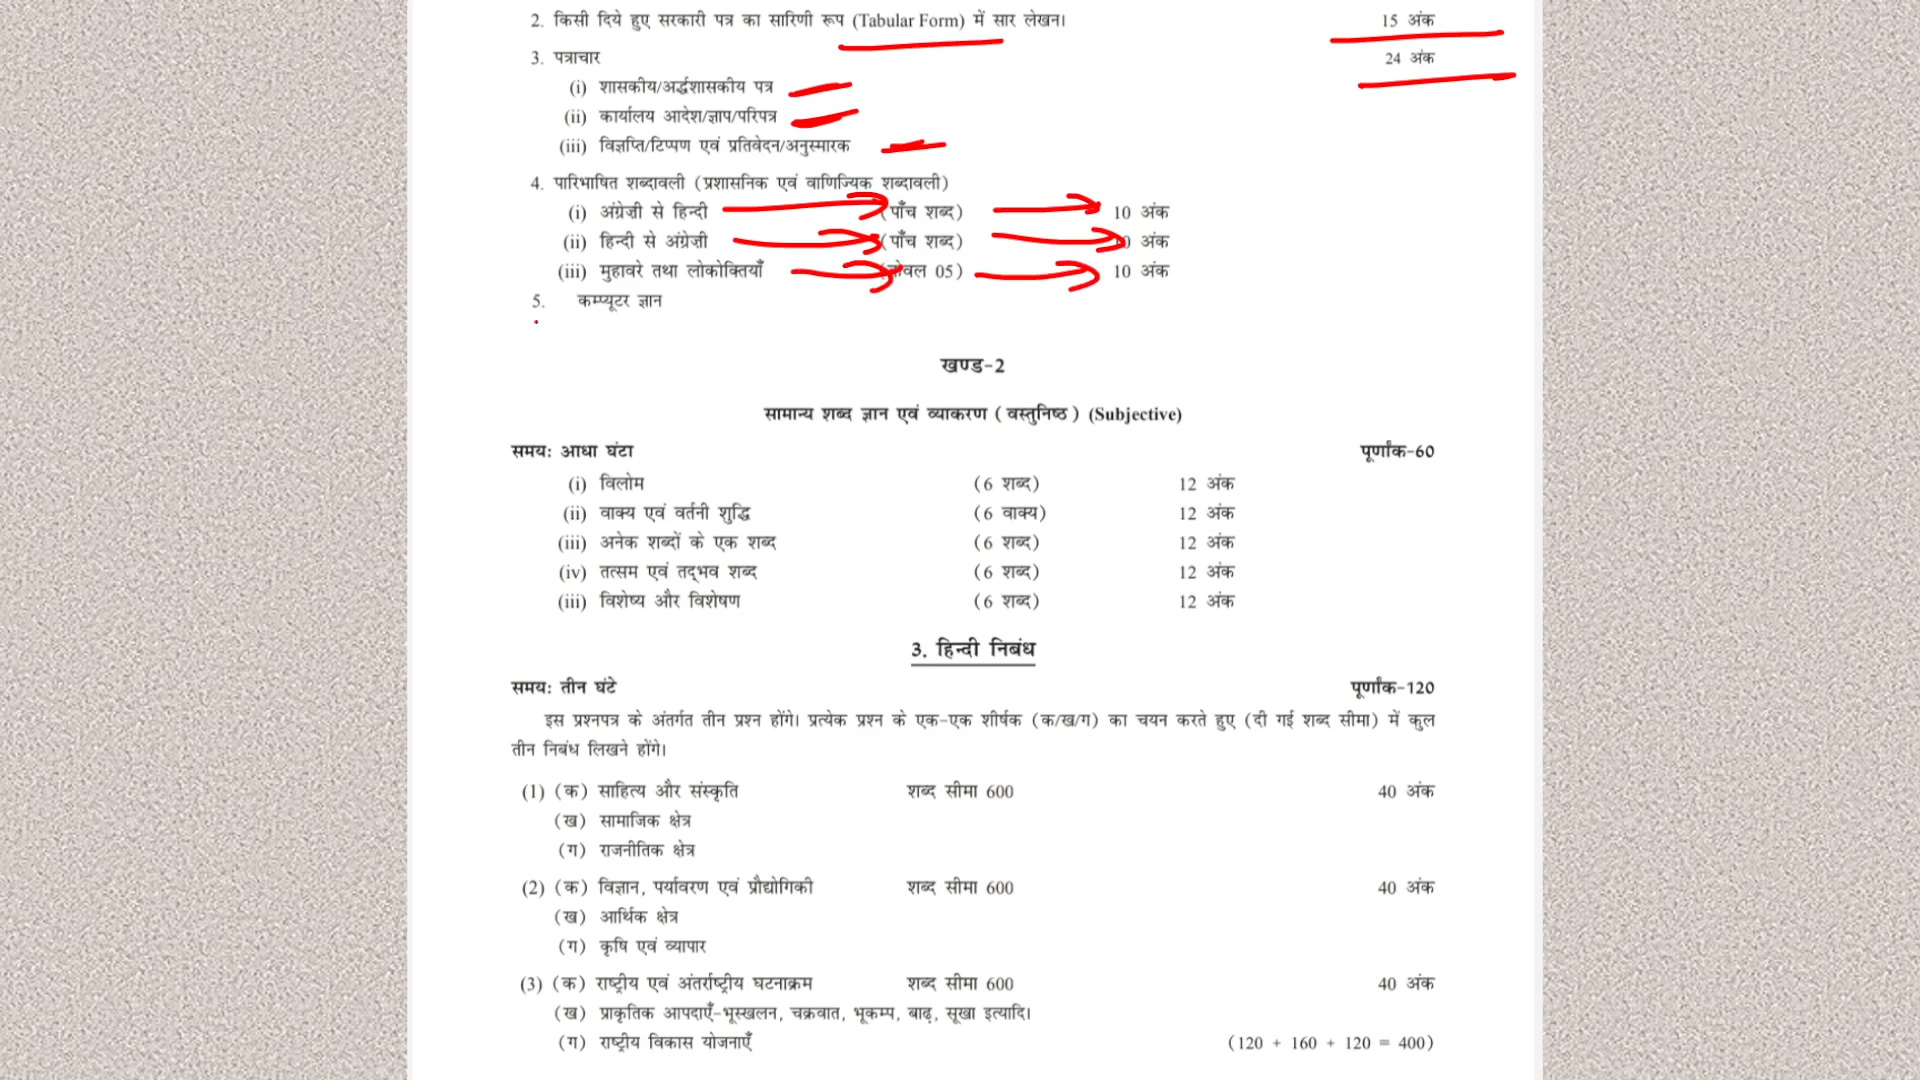 2. किसी दिये हुए सरकारी पत्र का सारिणी रूप (Tabular Form) में सार लेखन। 15 अंक
3. पत्राचार 24 अंक
(i) शासकीय/अर्द्धशासकीय पत्र
(ii) कार्यालय आदेश/ज्ञाप/परिपत्र
(iii) विज्ञप्ति/टिप्पण एवं प्रतिवेदन/अनुस्मारक
4. पारिभाषित शब्दावली (प्रशासनिक एवं वाणिज्यिक शब्दावली)
(i) अंग्रेज़ी से हिन्दी (पाँच शब्द) 10 अंक
(ii) हिन्दी से अंग्रेज़ी (पाँच शब्द) 10 अंक
(iii) मुहावरे तथा लोकोक्तियाँ (केवल 05) 10 अंक
5. कम्प्यूटर ज्ञान
खण्ड-2
सामान्य शब्द ज्ञान एवं व्याकरण (वस्तुनिष्ठ) (Subjective)
समय: आधा घंटा पूर्णांक-60
(i) विलोम (6 शब्द) 12 अंक
(ii) वाक्य एवं वर्तनी शुद्धि (6 वाक्य) 12 अंक
(iii) अनेक शब्दों के एक शब्द (6 शब्द) 12 अंक
(iv) तत्सम एवं तद्भव शब्द (6 शब्द) 12 अंक
(iii) विशेष्य और विशेषण (6 शब्द) 12 अंक
3. हिन्दी निबंध
समय: तीन घंटे पूर्णांक-120
इस प्रश्नपत्र के अंतर्गत तीन प्रश्न होंगे। प्रत्येक प्रश्न के एक-एक शीर्षक (क/ख/ग) का चयन करते हुए (दी गई शब्द सीमा) में कुल
तीन निबंध लिखने होंगे।
(1) (क) साहित्य और संस्कृति शब्द सीमा 600 40 अंक
(ख) सामाजिक क्षेत्र
(ग) राजनीतिक क्षेत्र
(2) (क) विज्ञान, पर्यावरण एवं प्रौद्योगिकी शब्द सीमा 600 40 अंक
(ख) आर्थिक क्षेत्र
(ग) कृषि एवं व्यापार
(3) (क) राष्ट्रीय एवं अंतर्राष्ट्रीय घटनाक्रम शब्द सीमा 600 40 अंक
(ख) प्राकृतिक आपदाएँ-भूस्खलन, चक्रवात, भूकम्प, बाढ़, सूखा इत्यादि।
(ग) राष्ट्रीय विकास योजनाएँ (120 + 160 + 120 = 400)